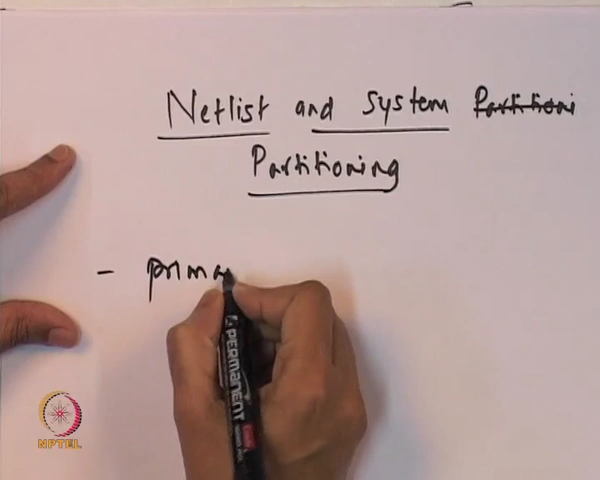 Netlist and System Partitioni
Partitioning
- prima
PERMANENT
NPTEL